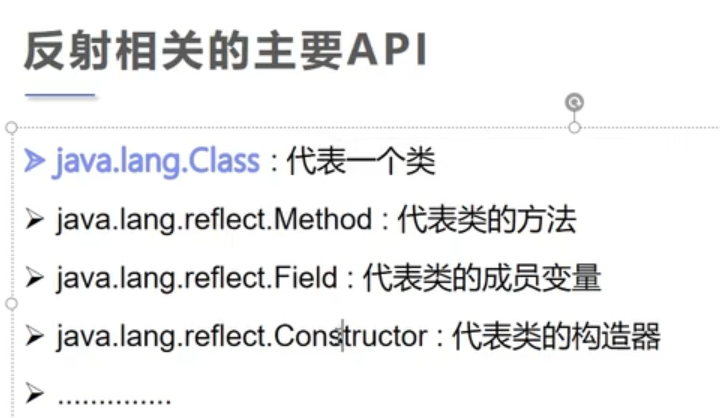 反射相关的主要API
java.lang.Class : 代表一个类
java.lang.reflect.Method : 代表类的方法
java.lang.reflect.Field : 代表类的成员变量
java.lang.reflect.Constructor : 代表类的构造器
..............